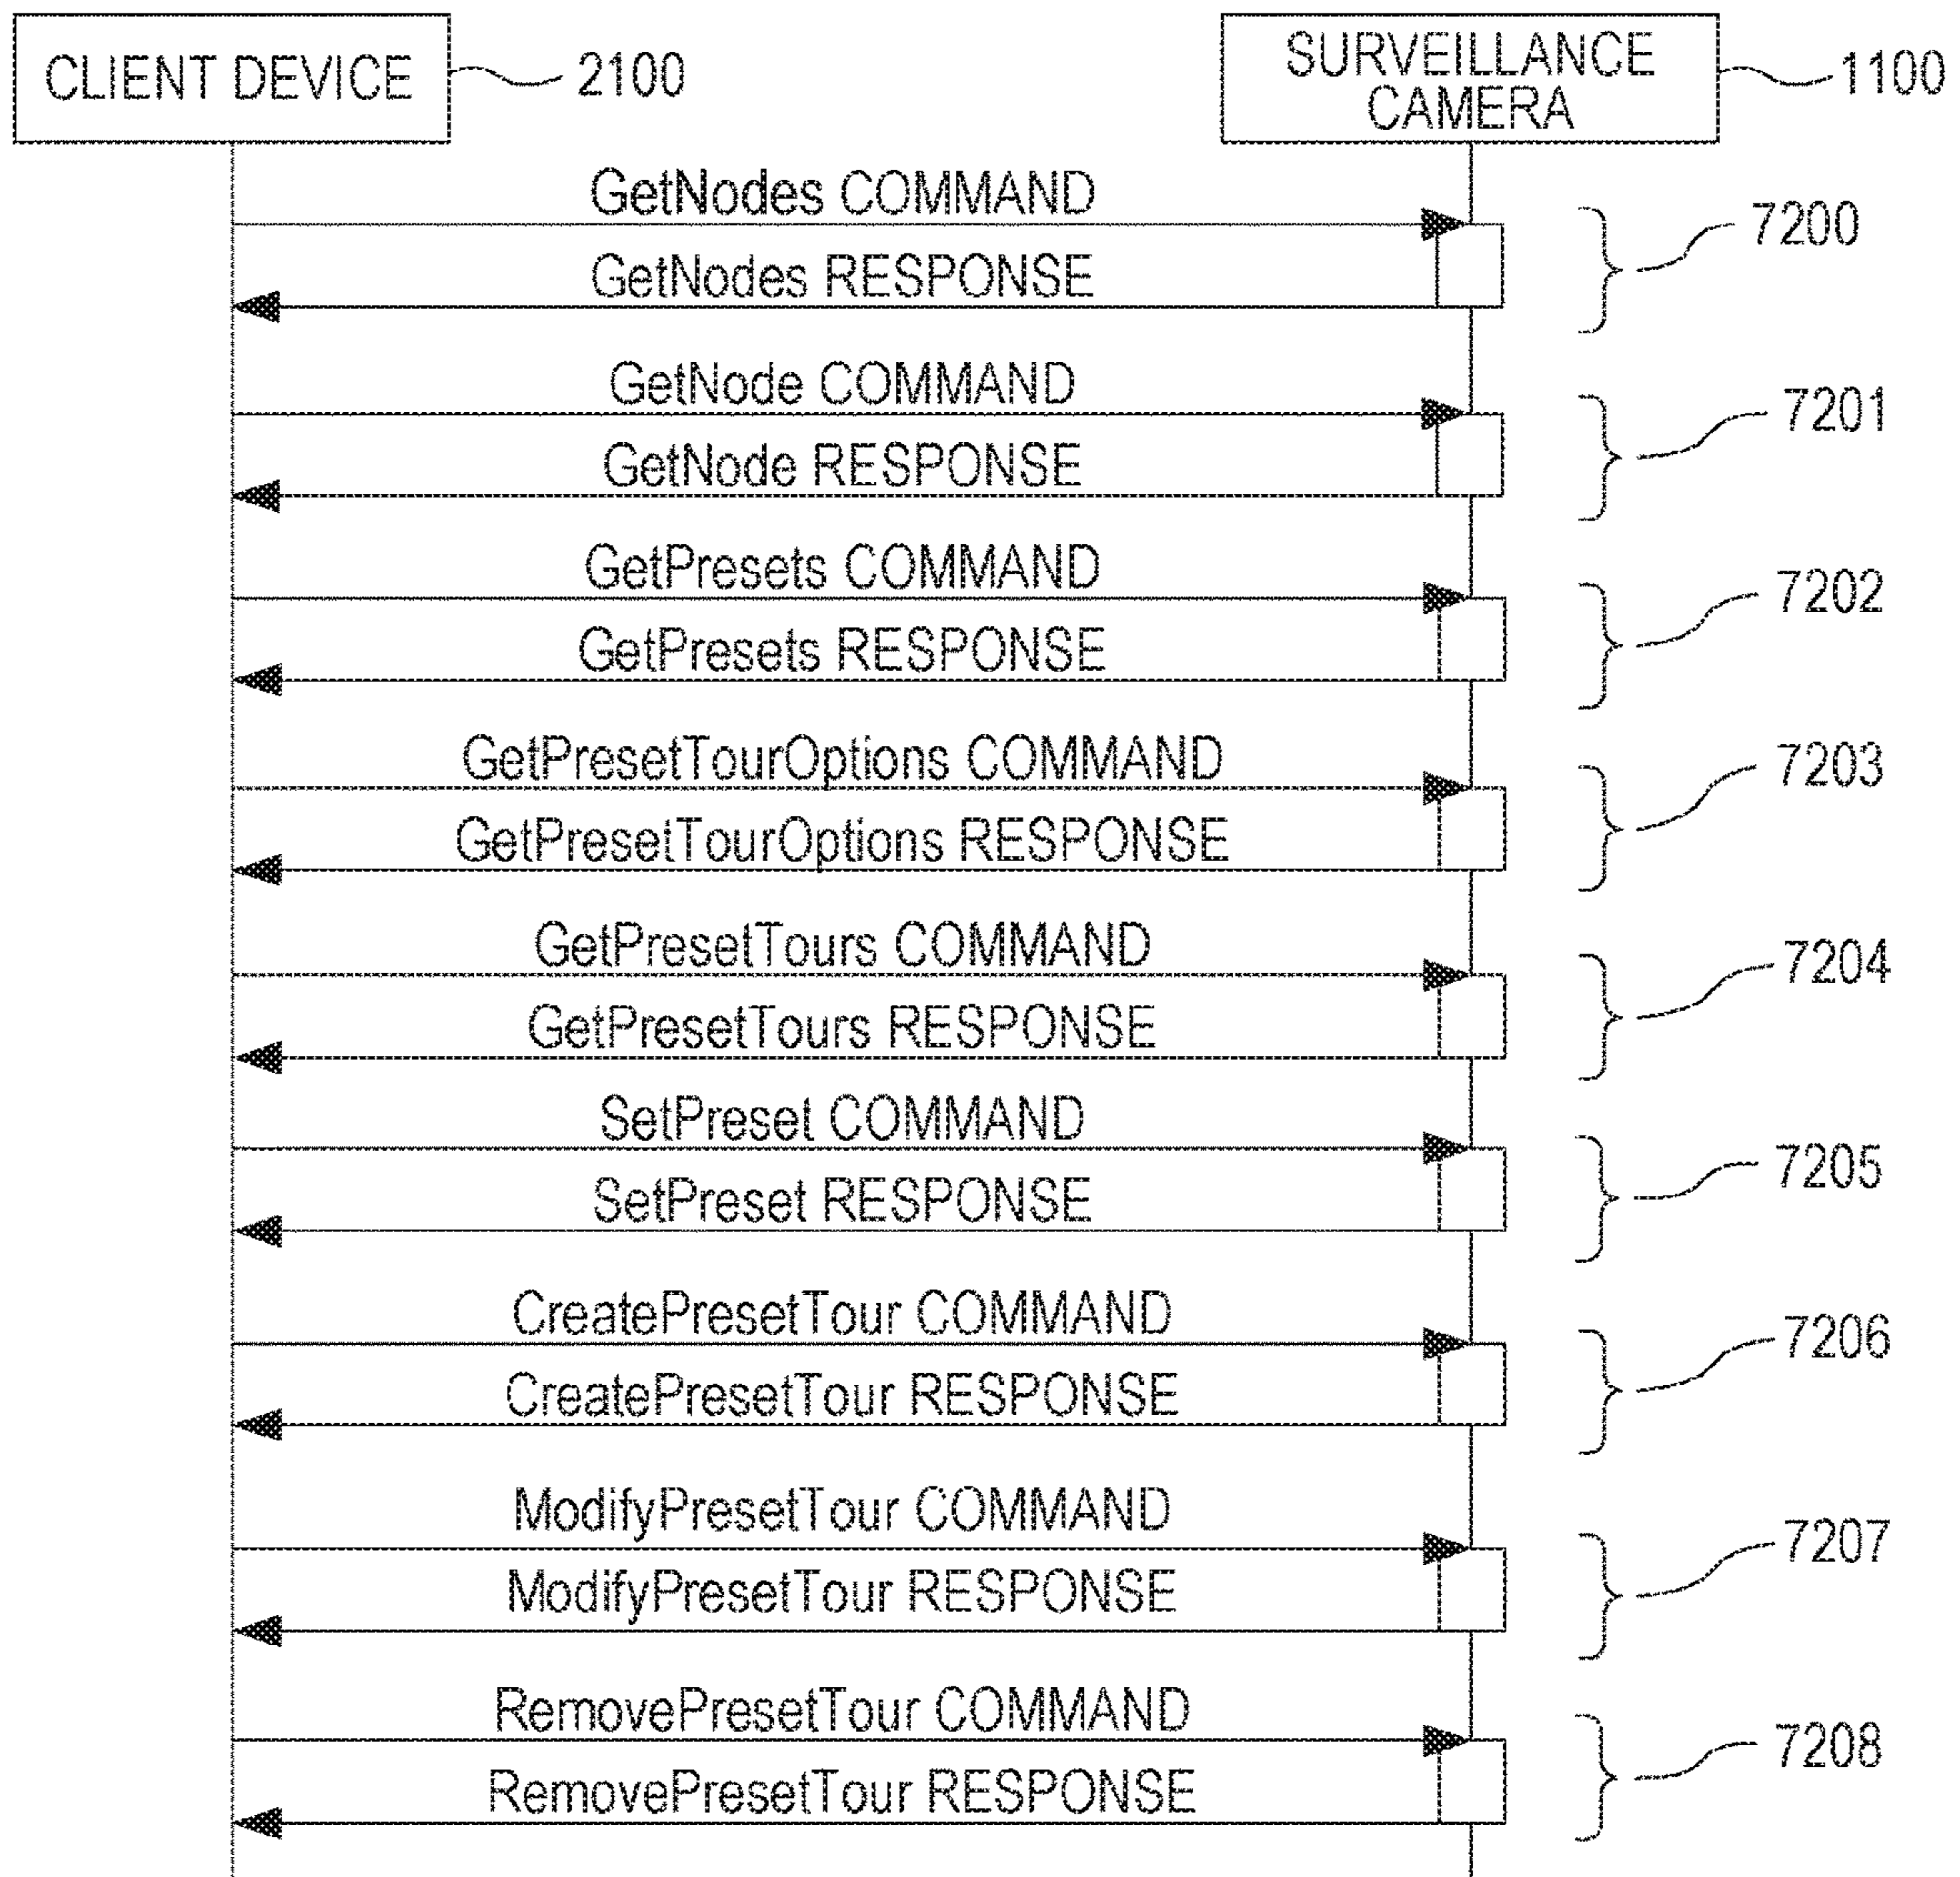 CLIENT DEVICE
2100
SURVEILLANCE
CAMERA
1100
GetNodes COMMAND
7200
GetNodes RESPONSE
GetNode COMMAND
7201
GetNode RESPONSE
GetPresets COMMAND
7202
GetPresets RESPONSE
GetPresetTourOptions COMMAND
7203
GetPresetTourOptions RESPONSE
GetPresetTours COMMAND
7204
GetPresetTours RESPONSE
SetPreset COMMAND
7205
SetPreset RESPONSE
CreatePresetTour COMMAND
7206
CreatePresetTour RESPONSE
ModifyPresetTour COMMAND
7207
ModifyPresetTour RESPONSE
RemovePresetTour COMMAND
7208
RemovePresetTour RESPONSE